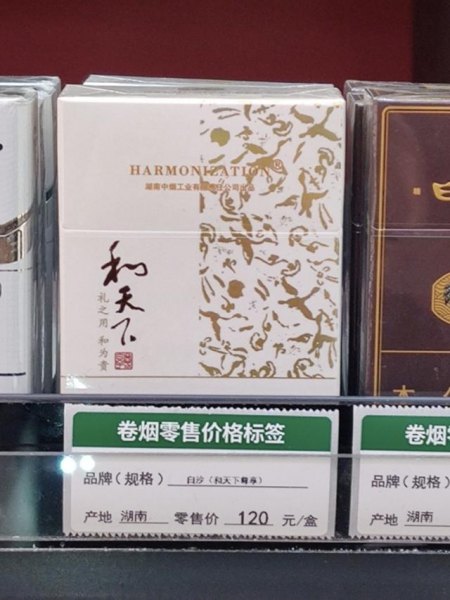 HARMONIZATION®
湖南中烟工业有限责任公司出品
和天下
礼之用 和为贵
卷烟零售价格标签
品牌（规格） 白沙（和天下尊享）
产地 湖南 零售价 120 元/盒
卷烟零
品牌（规格）
产地 湖南